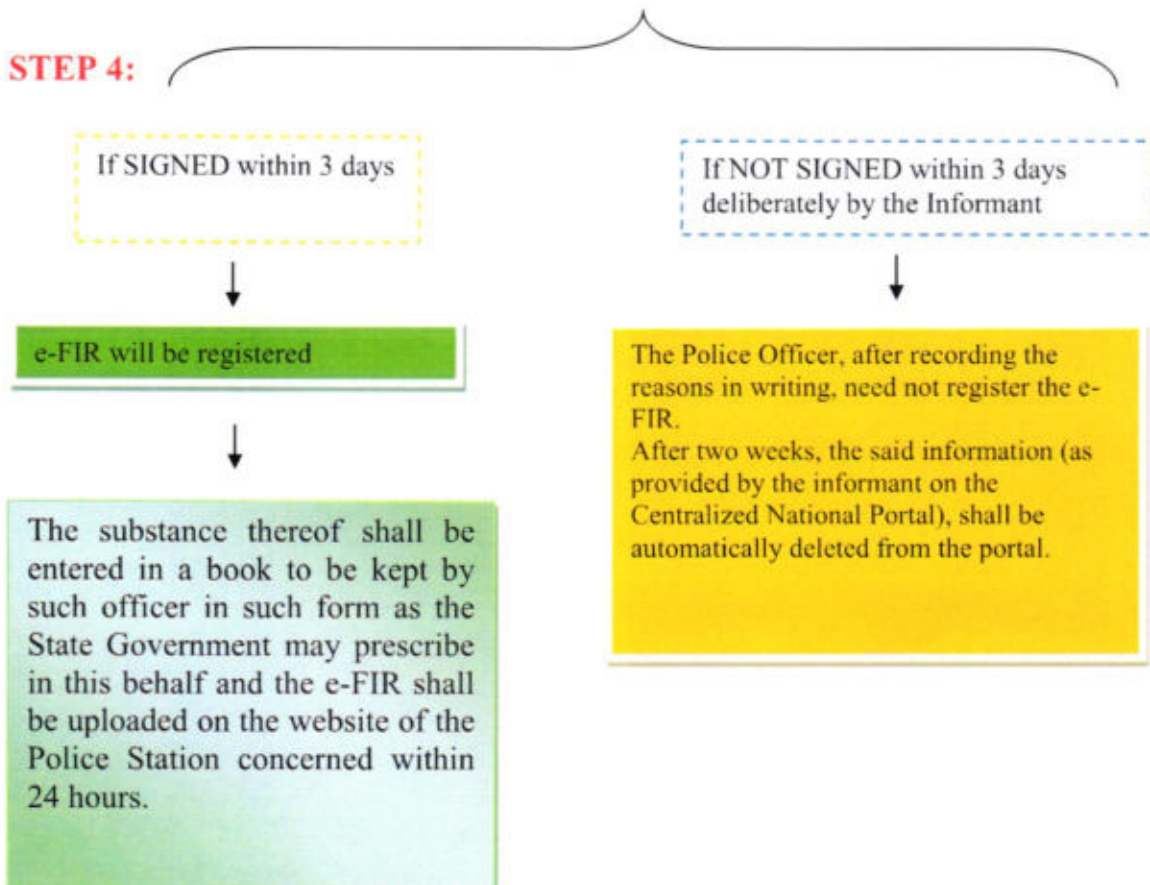 STEP 4:
If SIGNED within 3 days
e-FIR will be registered
The substance thereof shall be
entered in a book to be kept by
such officer in such form as the
State Government may prescribe
in this behalf and the e-FIR shall
be uploaded on the website of the
Police Station concerned within
24 hours.
If NOT SIGNED within 3 days
deliberately by the Informant
The Police Officer, after recording the
reasons in writing, need not register the e-
FIR.
After two weeks, the said information (as
provided by the informant on the
Centralized National Portal), shall be
automatically deleted from the portal.